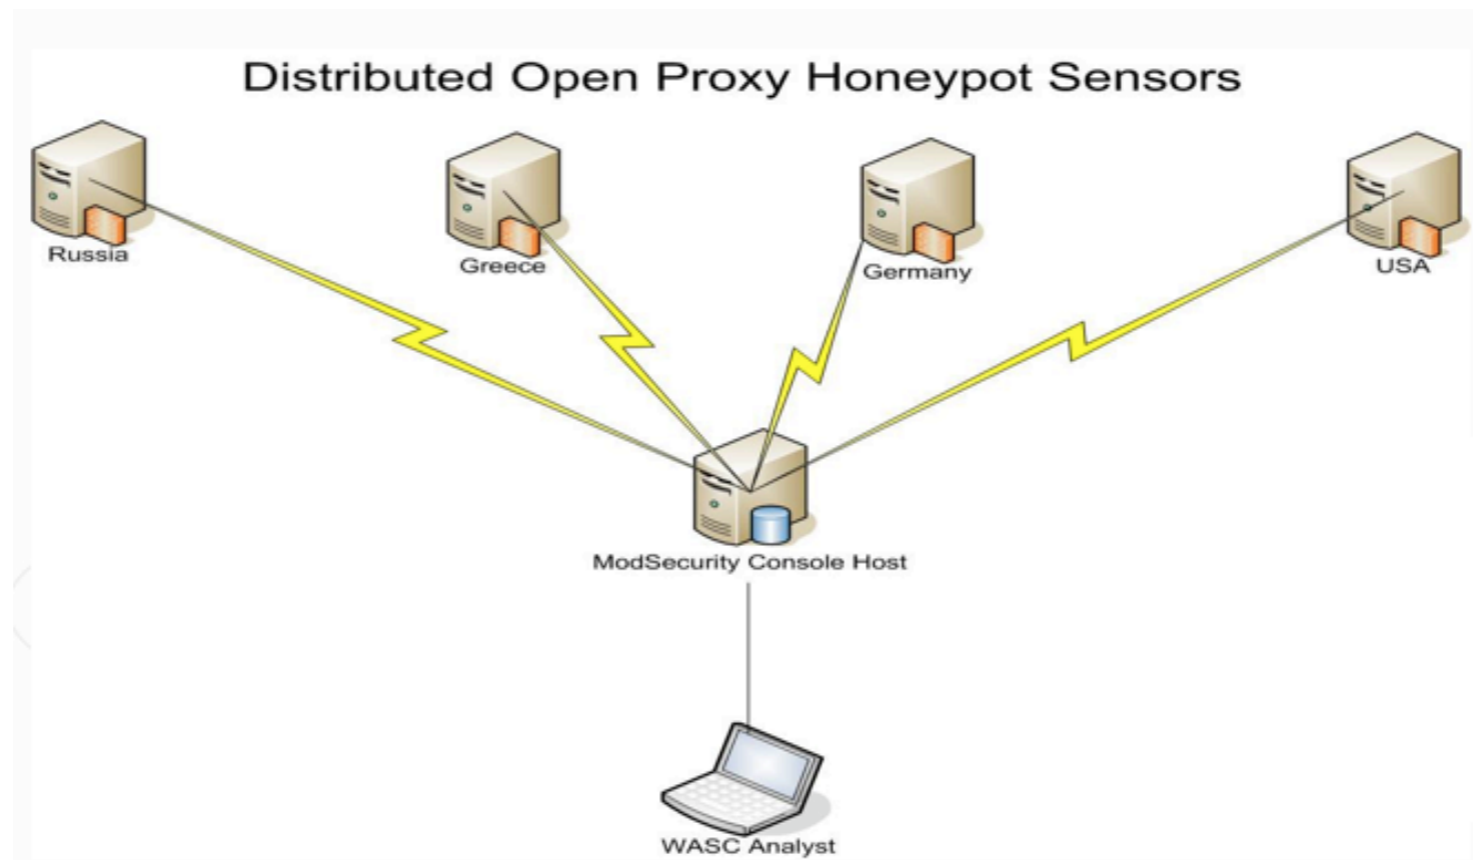 Distributed Open Proxy Honeypot Sensors
Russia
Greece
Germany
USA
ModSecurity Console Host
WASC Analyst